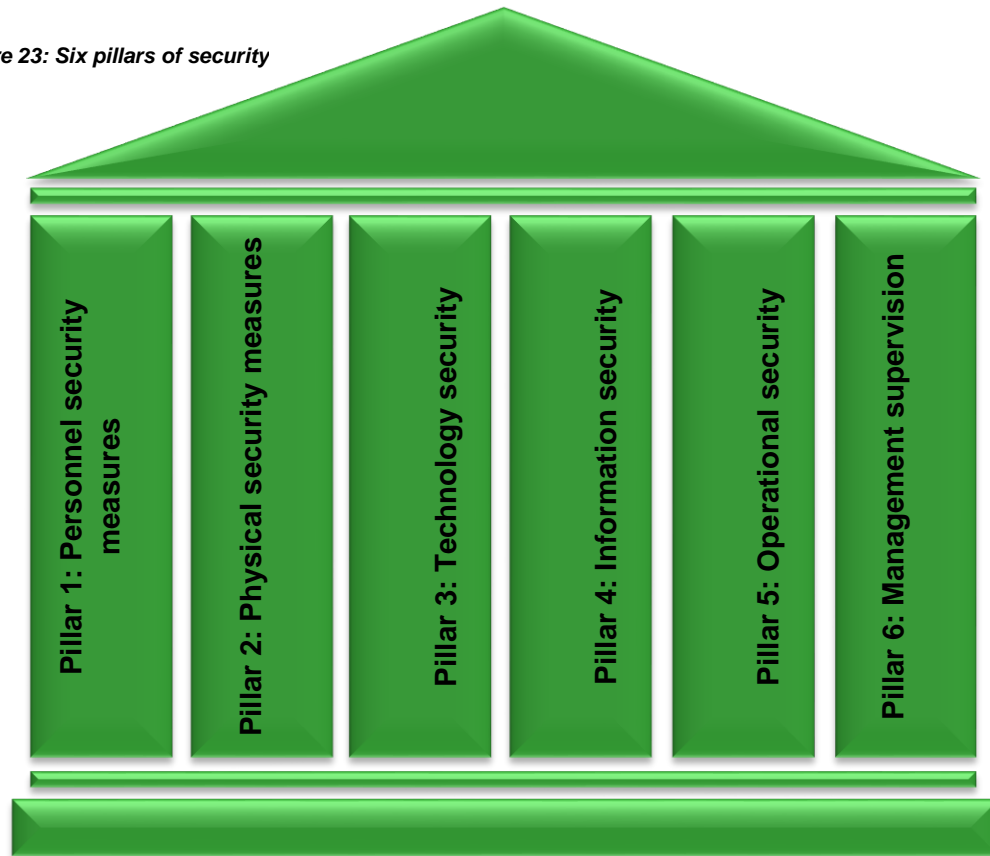 e 23: Six pillars of security
Pillar 1: Personnel security
measures
Pillar 2: Physical security measures
Pillar 3: Technology security
Pillar 4: Information security
Pillar 5: Operational security
Pillar 6: Management supervision